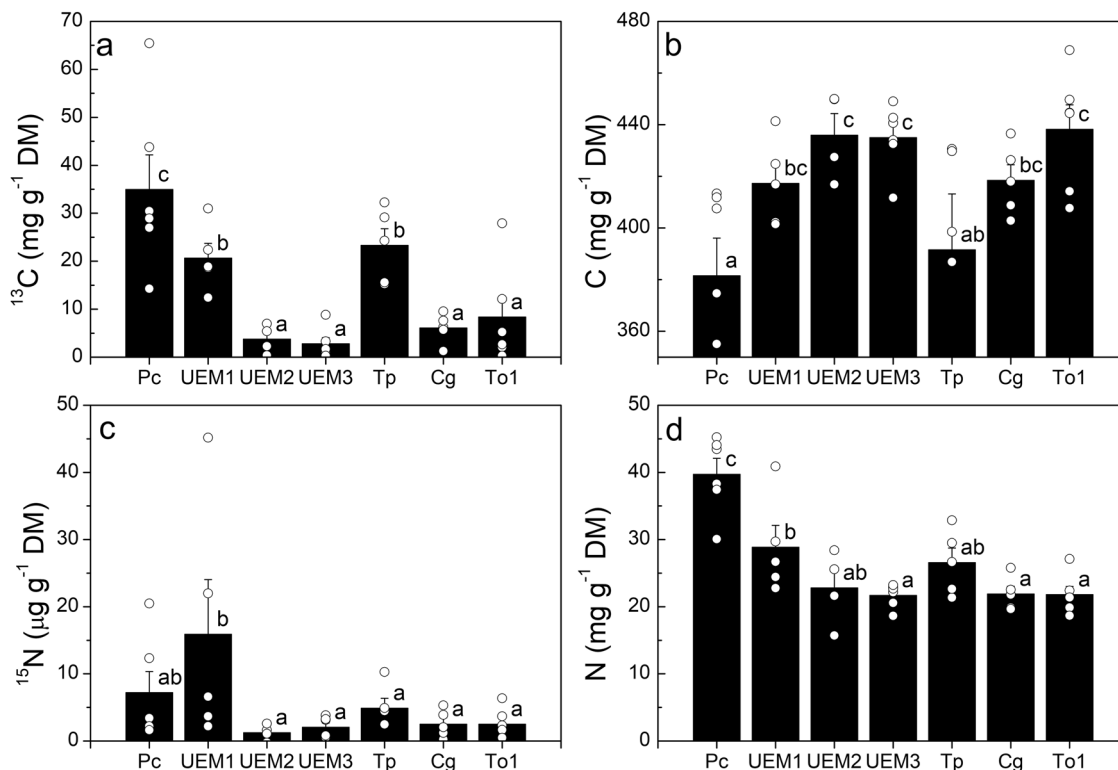 a
¹³C (mg g⁻¹ DM)
70
60
50
40
30
20
10
0
c
b
a
a
b
a
a
Pc UEM1 UEM2 UEM3 Tp Cg To1
b
C (mg g⁻¹ DM)
480
440
400
360
a
bc
c
c
ab
bc
c
Pc UEM1 UEM2 UEM3 Tp Cg To1
c
¹⁵N (µg g⁻¹ DM)
50
40
30
20
10
0
ab
b
a
a
a
a
a
Pc UEM1 UEM2 UEM3 Tp Cg To1
d
N (mg g⁻¹ DM)
50
40
30
20
10
0
c
b
ab
a
ab
a
a
Pc UEM1 UEM2 UEM3 Tp Cg To1